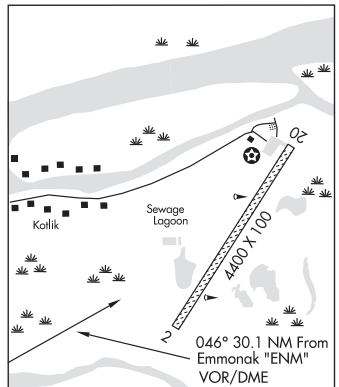 20
Kotlik
Sewage
Lagoon
4400 X 100
2
046° 30.1 NM From
Emmonak "ENM"
VOR/DME